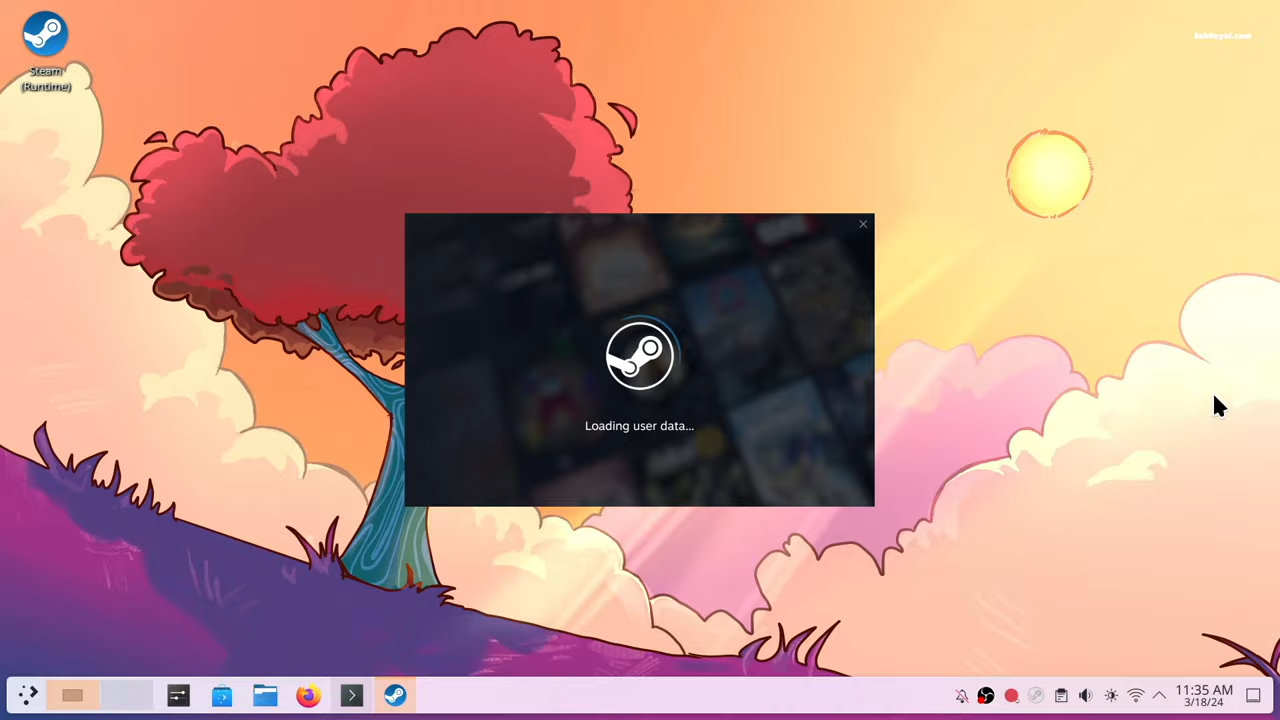 Steam
(Runtime)
Loading user data...
11:35 AM
3/18/24